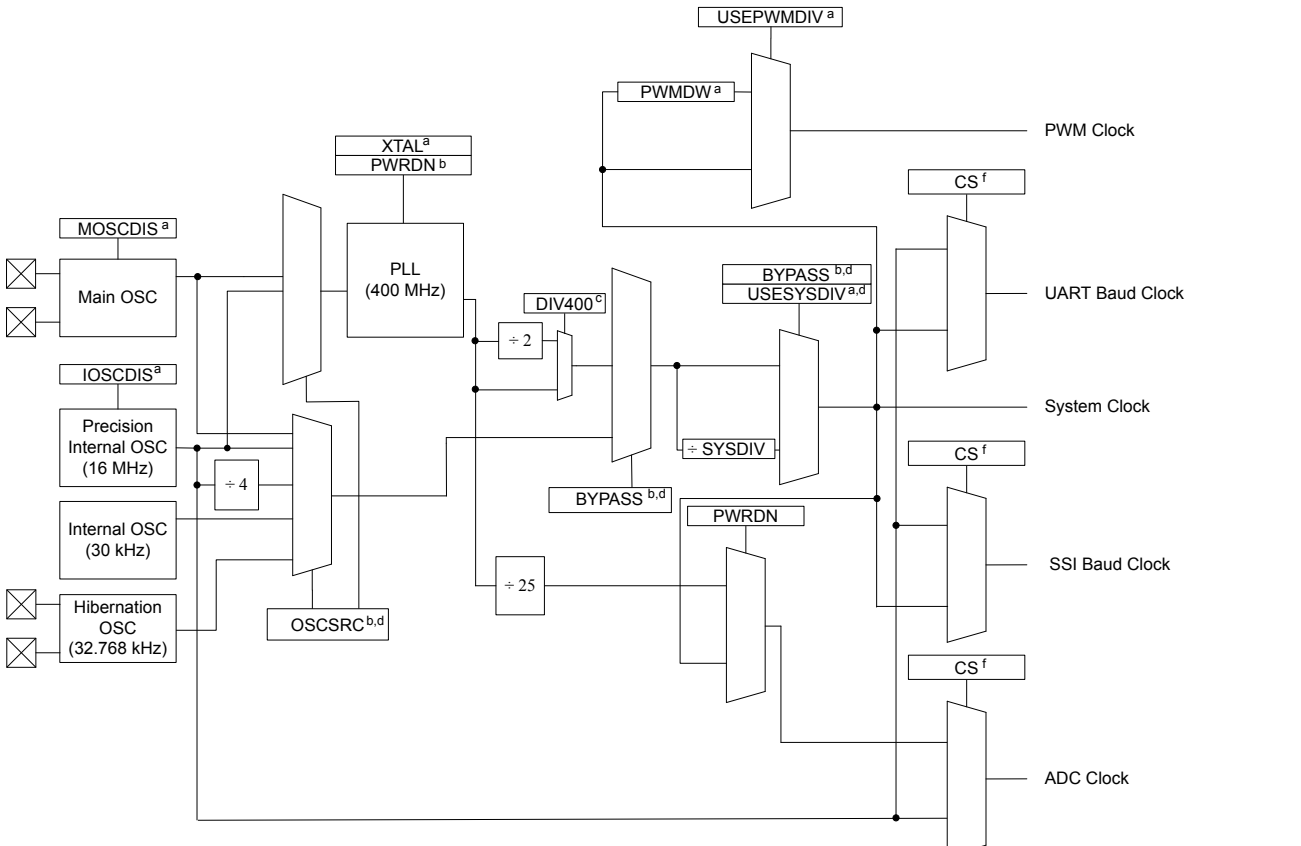 USEPWMDIV a
PWMDW a
PWM Clock
XTAL a
PWRDN b
CS f
MOSCDIS a
Main OSC
PLL
(400 MHz)
BYPASS b,d
USESYSDIV a,d
UART Baud Clock
DIV400 c
÷ 2
IOSCDIS a
Precision
Internal OSC
(16 MHz)
System Clock
÷ SYSDIV
CS f
÷ 4
BYPASS b,d
PWRDN
Internal OSC
(30 kHz)
SSI Baud Clock
÷ 25
Hibernation
OSC
(32.768 kHz)
OSCSRC b,d
CS f
ADC Clock